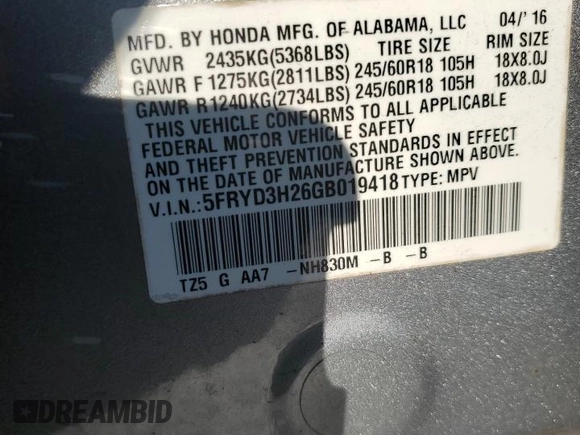 MFD. BY HONDA MFG. OF ALABAMA, LLC 04/'16
GVWR 2435KG(5368LBS) TIRE SIZE RIM SIZE
GAWR F 1275KG(2811LBS) 245/60R18 105H 18X8.0J
GAWR R 1240KG(2734LBS) 245/60R18 105H 18X8.0J
THIS VEHICLE CONFORMS TO ALL APPLICABLE
FEDERAL MOTOR VEHICLE SAFETY
AND THEFT PREVENTION STANDARDS IN EFFECT
ON THE DATE OF MANUFACTURE SHOWN ABOVE.
V.I.N.:5FRYD3H26GB019418 TYPE: MPV
TZ5 G AA7 -NH830M -B -B
DREAMBID